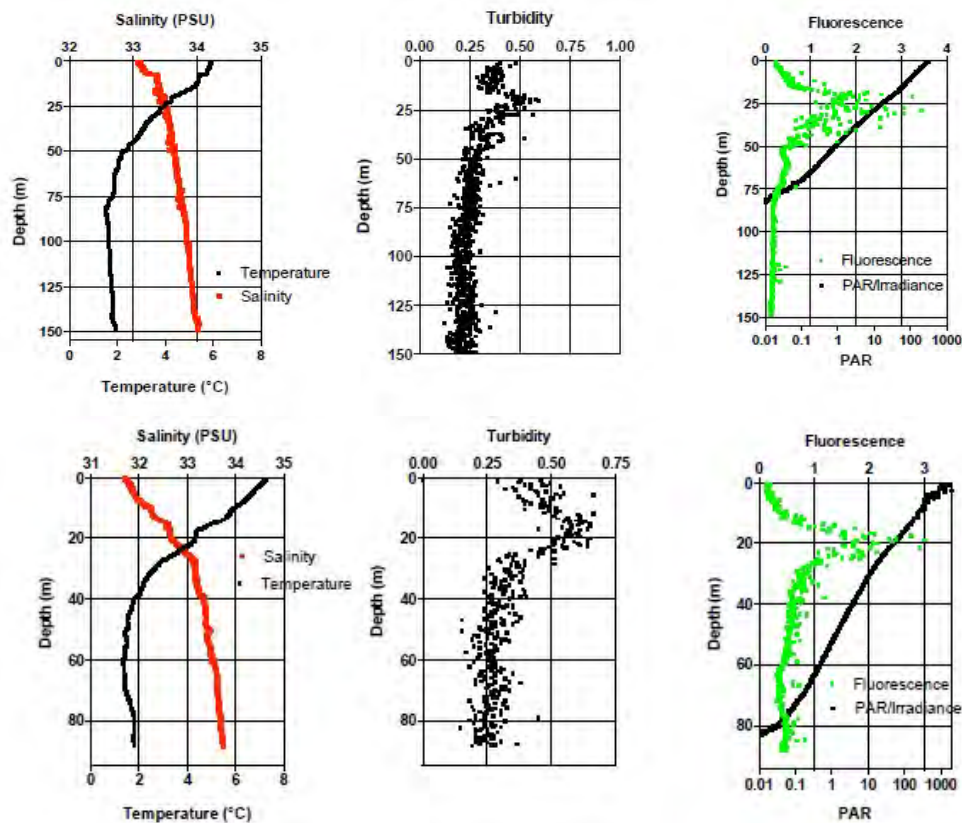 Salinity (PSU)
32 33 34 35
0
25
50
75
100
125
150
Depth (m)
Temperature
Salinity
0 2 4 6 8
Temperature (°C)
Turbidity
0.00 0.25 0.50 0.75 1.00
0
25
50
75
100
125
150
Depth (m)
Fluorescence
0 1 2 3 4
0
25
50
75
100
125
150
Depth (m)
Fluorescence
PAR/Irradiance
0.01 0.1 1 10 100 1000
PAR
Salinity (PSU)
31 32 33 34 35
0
20
40
60
80
Depth (m)
Salinity
Temperature
0 2 4 6 8
Temperature (°C)
Turbidity
0.00 0.25 0.50 0.75
0
20
40
60
80
Depth (m)
Fluorescence
0 1 2 3
0
20
40
60
80
Depth (m)
Fluorescence
PAR/Irradiance
0.01 0.1 1 10 100 1000
PAR